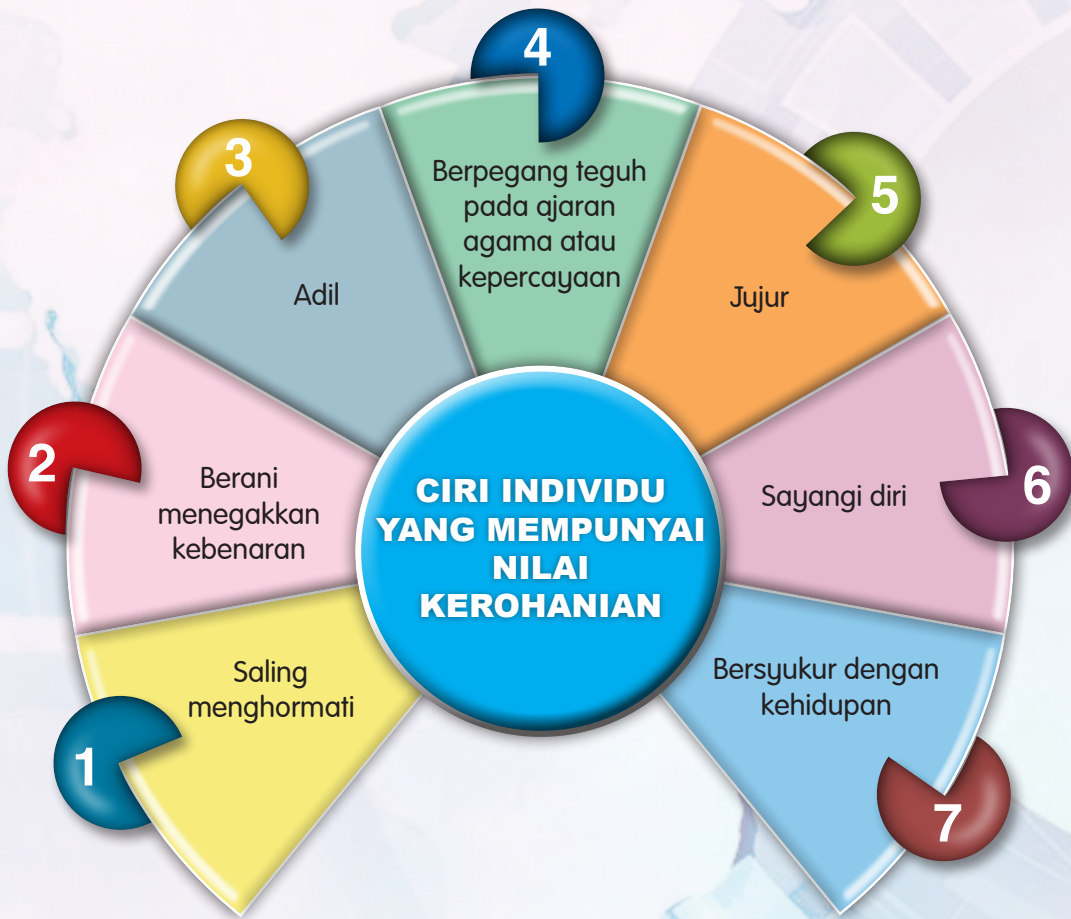 CIRI INDIVIDU
YANG MEMPUNYAI
NILAI
KEROHANIAN
1
Saling
menghormati
2
Berani
menegakkan
kebenaran
3
Adil
4
Berpegang teguh
pada ajaran
agama atau
kepercayaan
5
Jujur
6
Sayangi diri
7
Bersyukur dengan
kehidupan